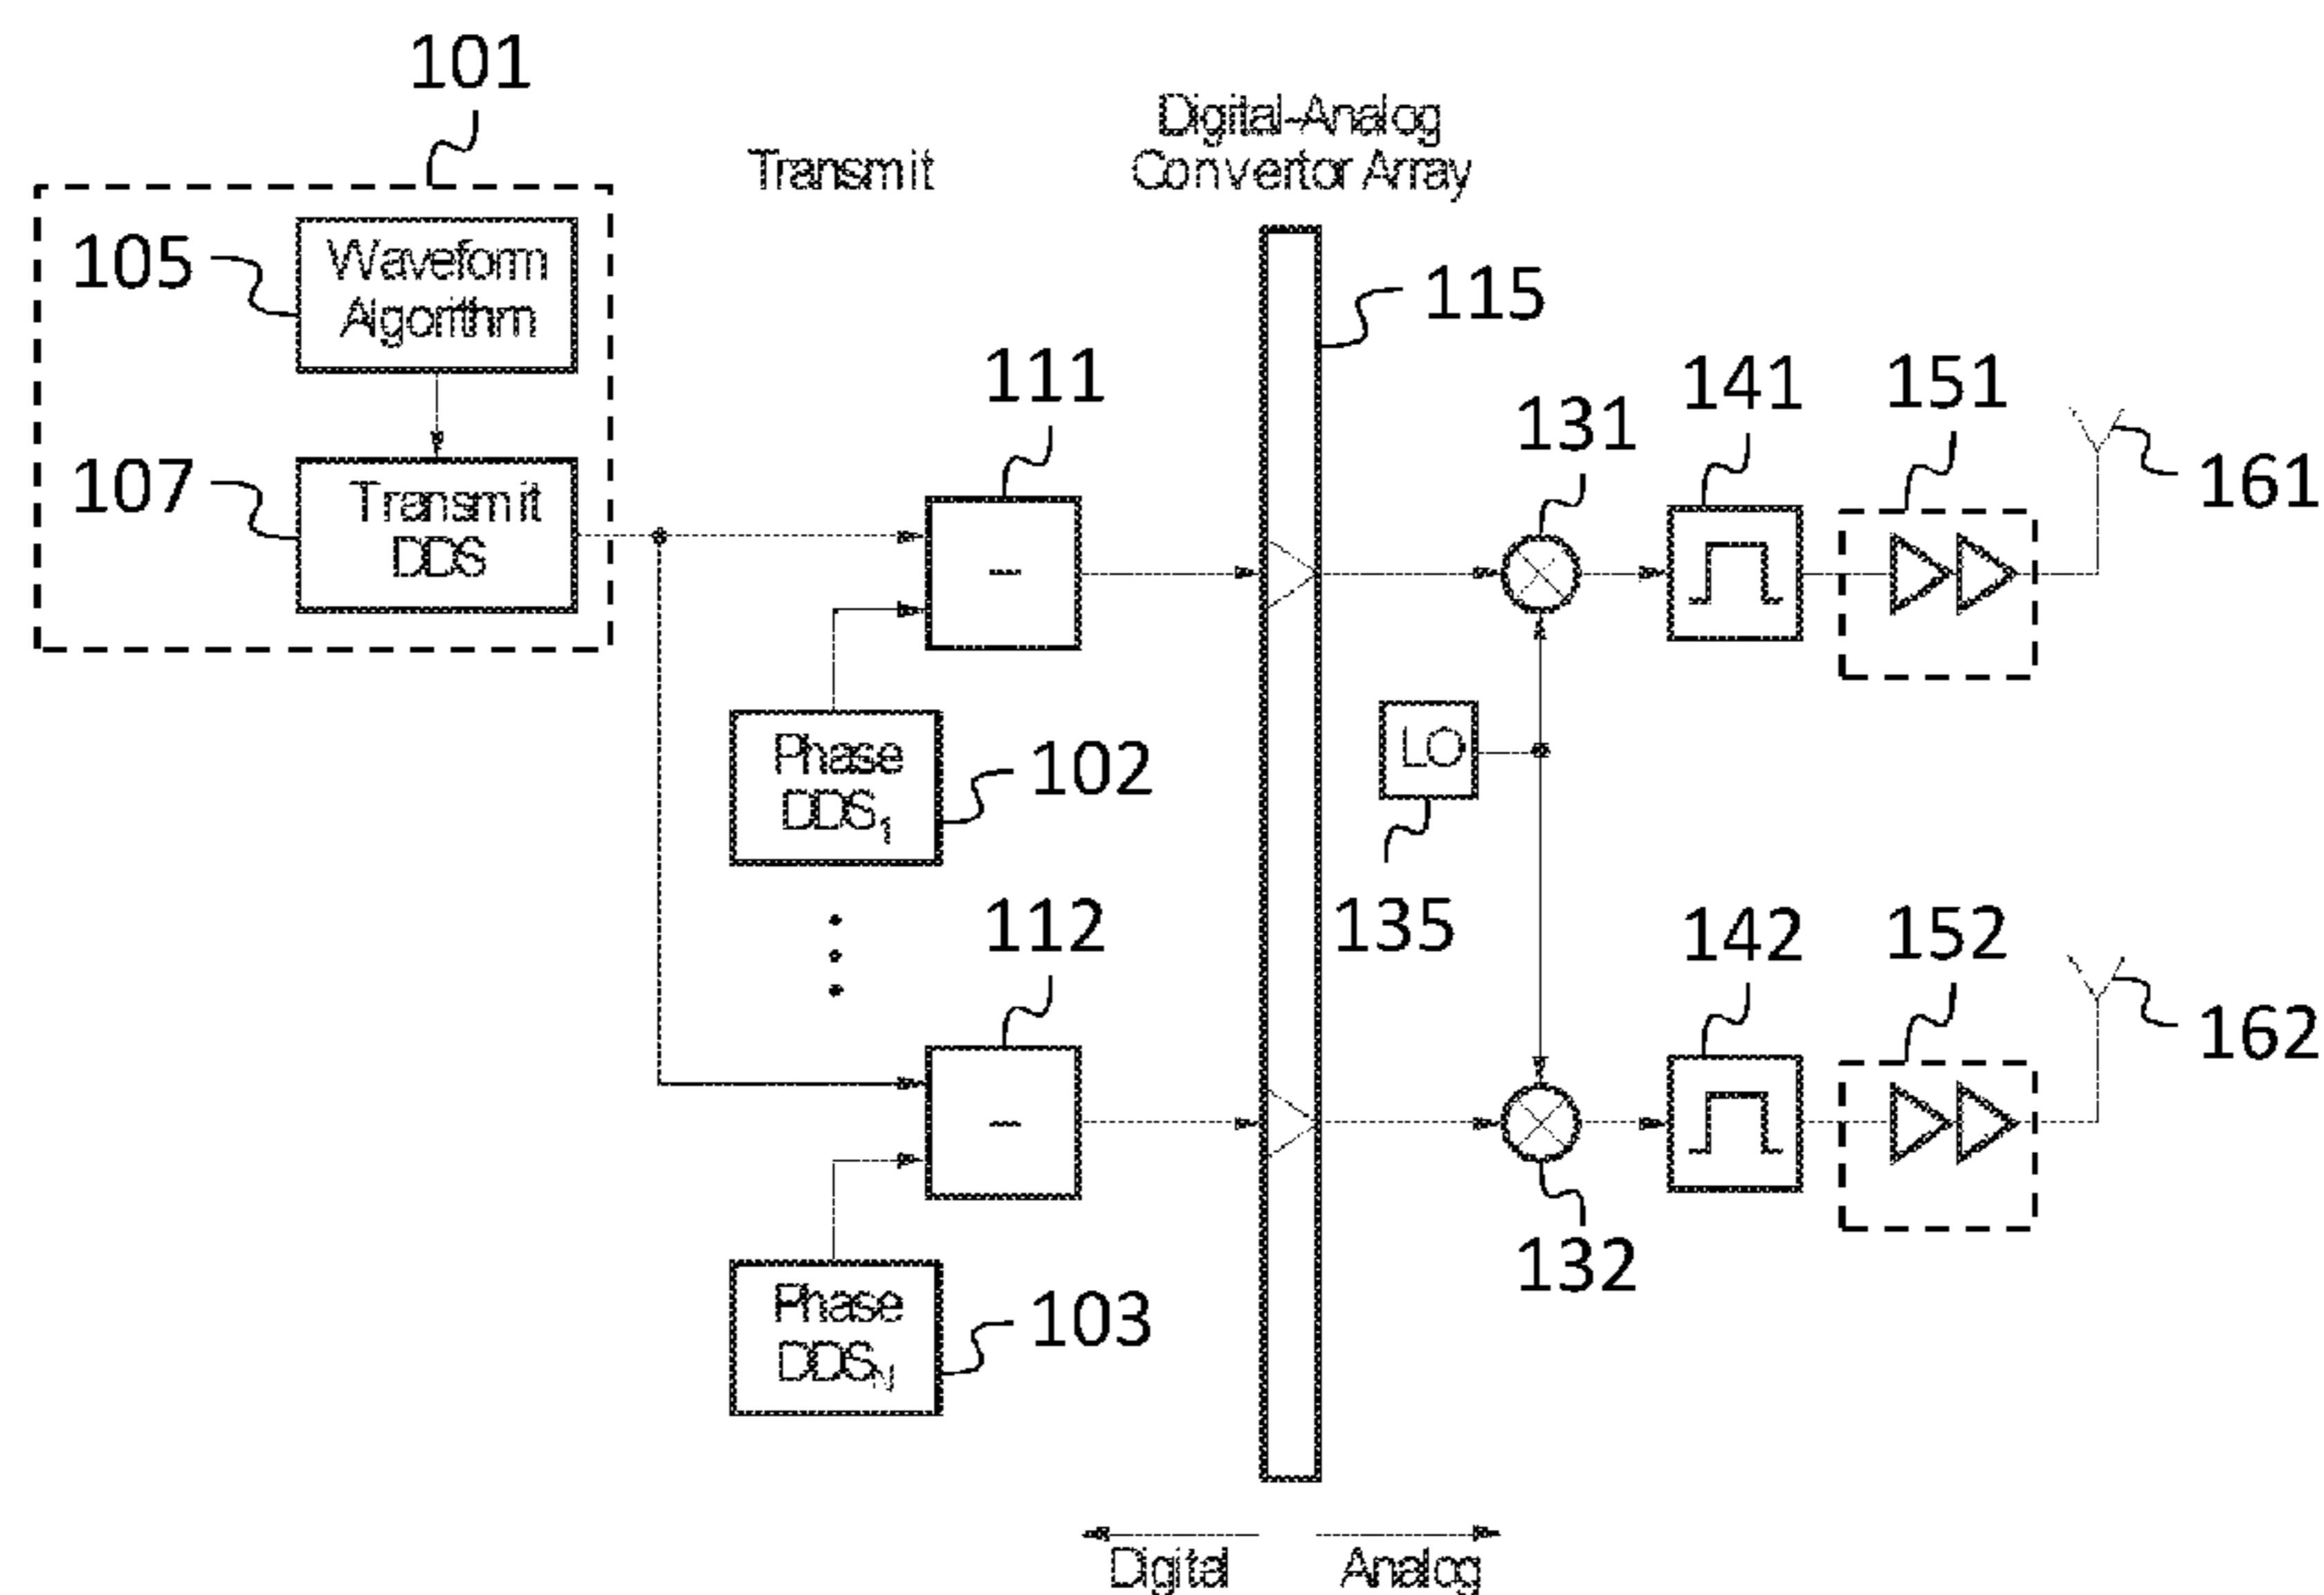 101
Digital-Analog
Convertor Array
Transmit
105
Waveform
Algorithm
115
111
141
151
131
107
Transmit
DDS
161
LO
Phase
DDS1
102
135
112
142
152
162
132
Phase
DDSN
103
Digital
Analog